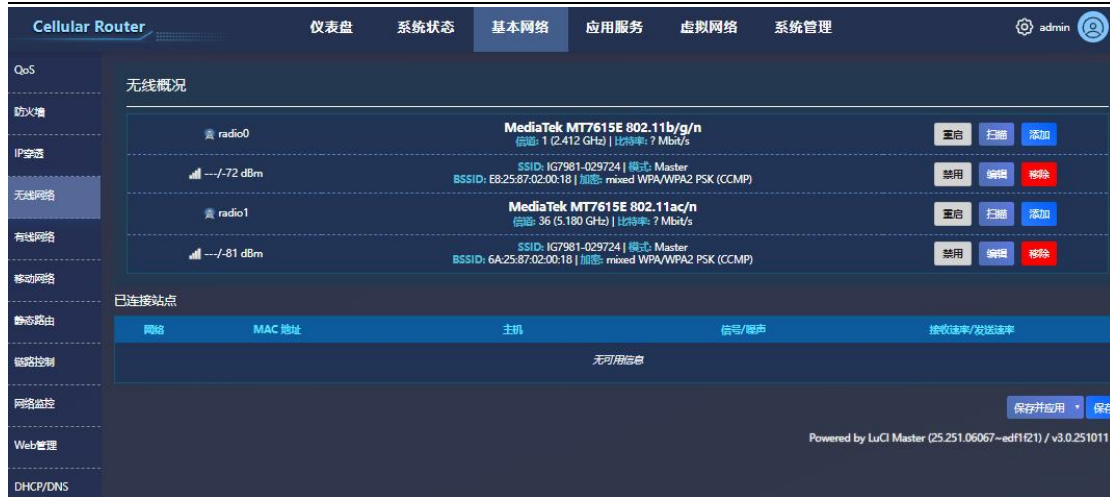 Cellular Router 仪表盘 系统状态 基本网络 应用服务 虚拟网络 系统管理 admin
QoS
防火墙
IP穿透
无线网络
有线网络
移动网络
静态路由
链路控制
网络监控
Web管理
DHCP/DNS
无线概况
radio0
MediaTek MT7615E 802.11b/g/n
信道: 1 (2.412 GHz) | 比特率: ? Mbit/s
重启 扫描 添加
---/-72 dBm
SSID: IG7981-029724 | 模式: Master
BSSID: E8:25:87:02:00:18 | 加密: mixed WPA/WPA2 PSK (CCMP)
禁用 编辑 移除
radio1
MediaTek MT7615E 802.11ac/n
信道: 36 (5.180 GHz) | 比特率: ? Mbit/s
重启 扫描 添加
---/-81 dBm
SSID: IG7981-029724 | 模式: Master
BSSID: 6A:25:87:02:00:18 | 加密: mixed WPA/WPA2 PSK (CCMP)
禁用 编辑 移除
已连接站点
网络 MAC 地址 主机 信号/噪声 接收速率/发送速率
无可用信息
保存并应用 保存
Powered by LuCI Master (25.251.06067~edf1f21) / v3.0.251011